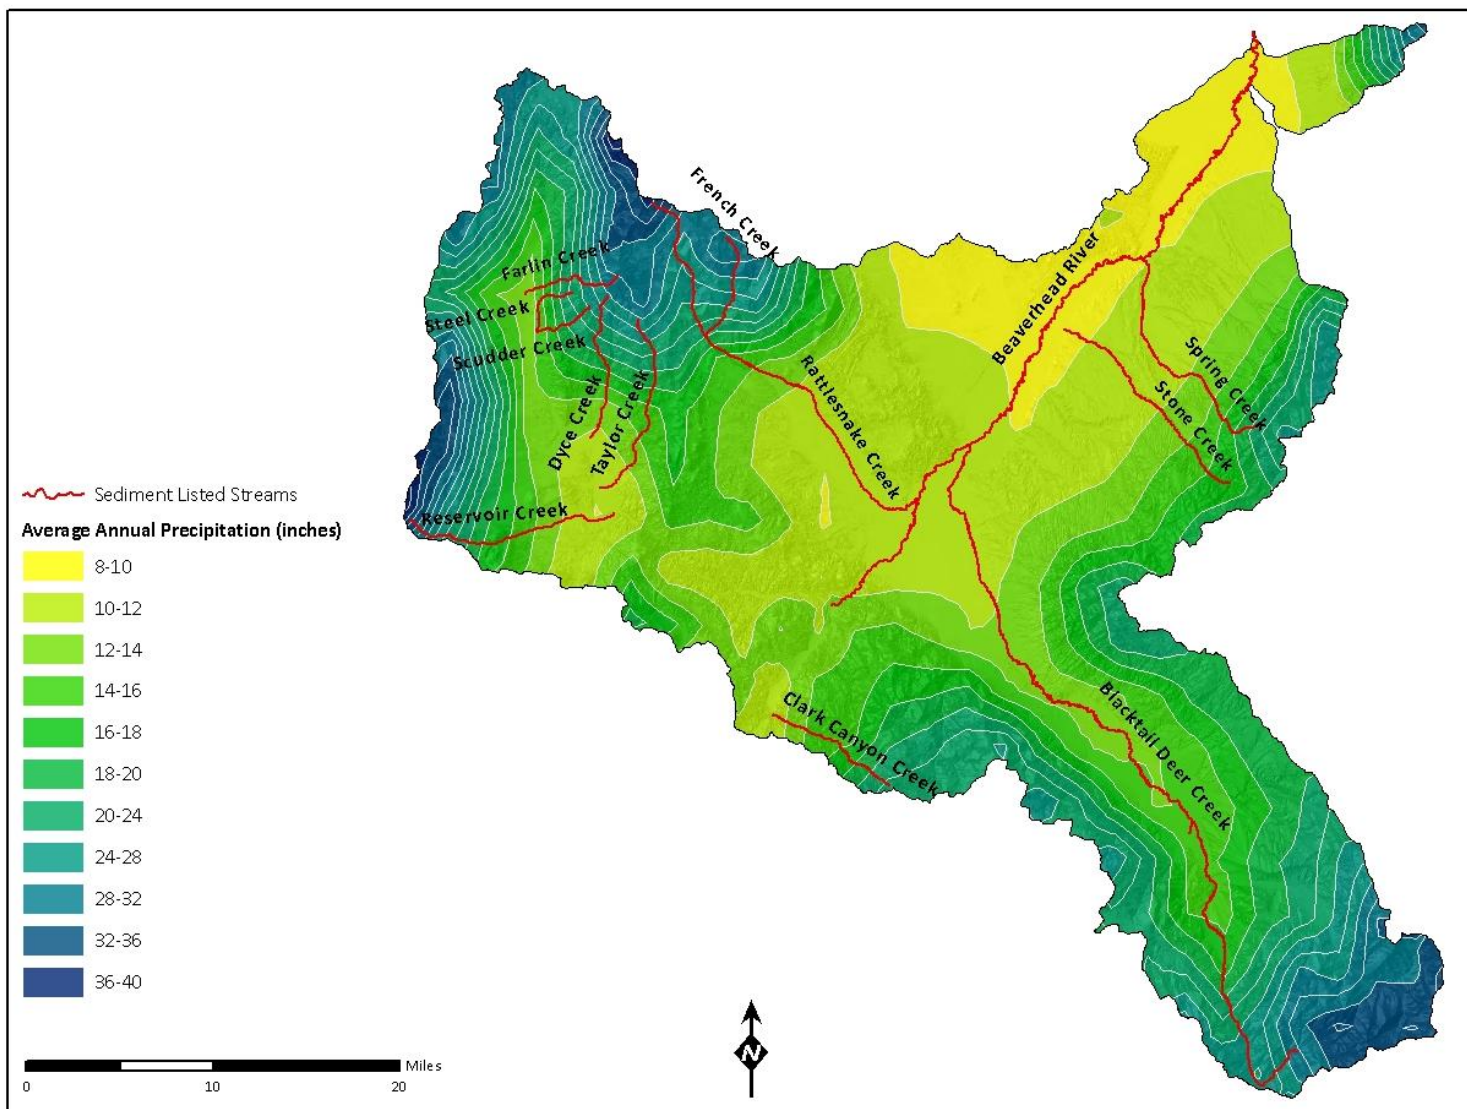 French Creek
Farlin Creek
Steel Creek
Scudder Creek
Dyce Creek
Taylor Creek
Reservoir Creek
Rattlesnake Creek
Beaverhead River
Spring Creek
Stone Creek
Clark Canyon Creek
Blacktail Deer Creek
Sediment Listed Streams
Average Annual Precipitation (inches)
8-10
10-12
12-14
14-16
16-18
18-20
20-24
24-28
28-32
32-36
36-40
Miles
0 10 20
N